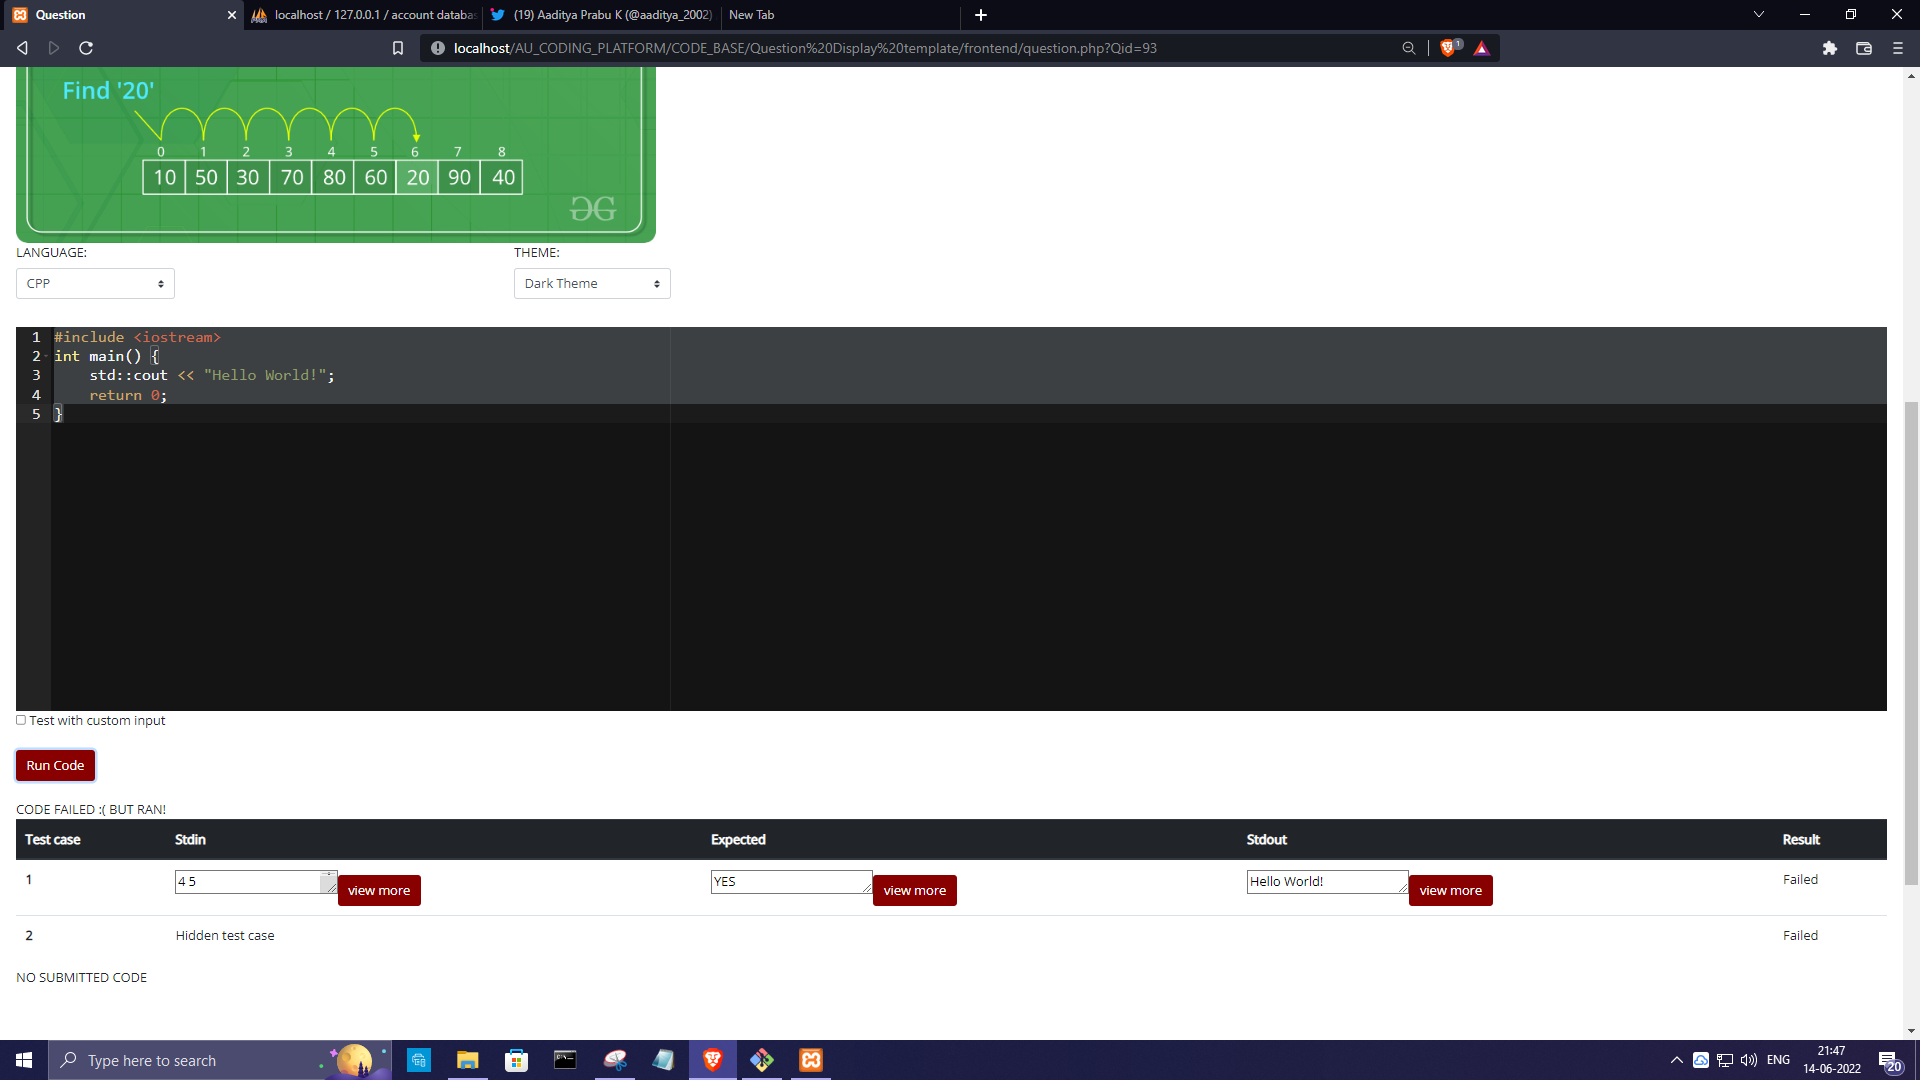 Question
localhost / 127.0.0.1 / account databa
(19) Aaditya Prabu K (@aaditya_2002)
New Tab
localhost/AU_CODING_PLATFORM/CODE_BASE/Question%20Display%20template/frontend/question.php?Qid=93
1
Find '20'
0 1 2 3 4 5 6 7 8
10 50 30 70 80 60 20 90 40
LANGUAGE:
THEME:
CPP
Dark Theme
1 #include <iostream>
2 int main() {
3 std::cout << "Hello World!";
4 return 0;
5 }
Test with custom input
Run Code
CODE FAILED :( BUT RAN!
Test case Stdin Expected Stdout Result
1 4 5 view more YES view more Hello World! view more Failed
2 Hidden test case Failed
NO SUBMITTED CODE
Type here to search
ENG
21:47
14-06-2022
20